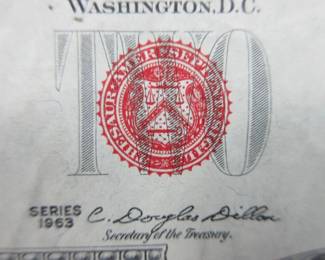 WASHINGTON, D.C.
TWO
THESAUR. AMER. SEPTENT. SIGIL.
SERIES
1963
C. Douglas Dillon
Secretary of the Treasury.